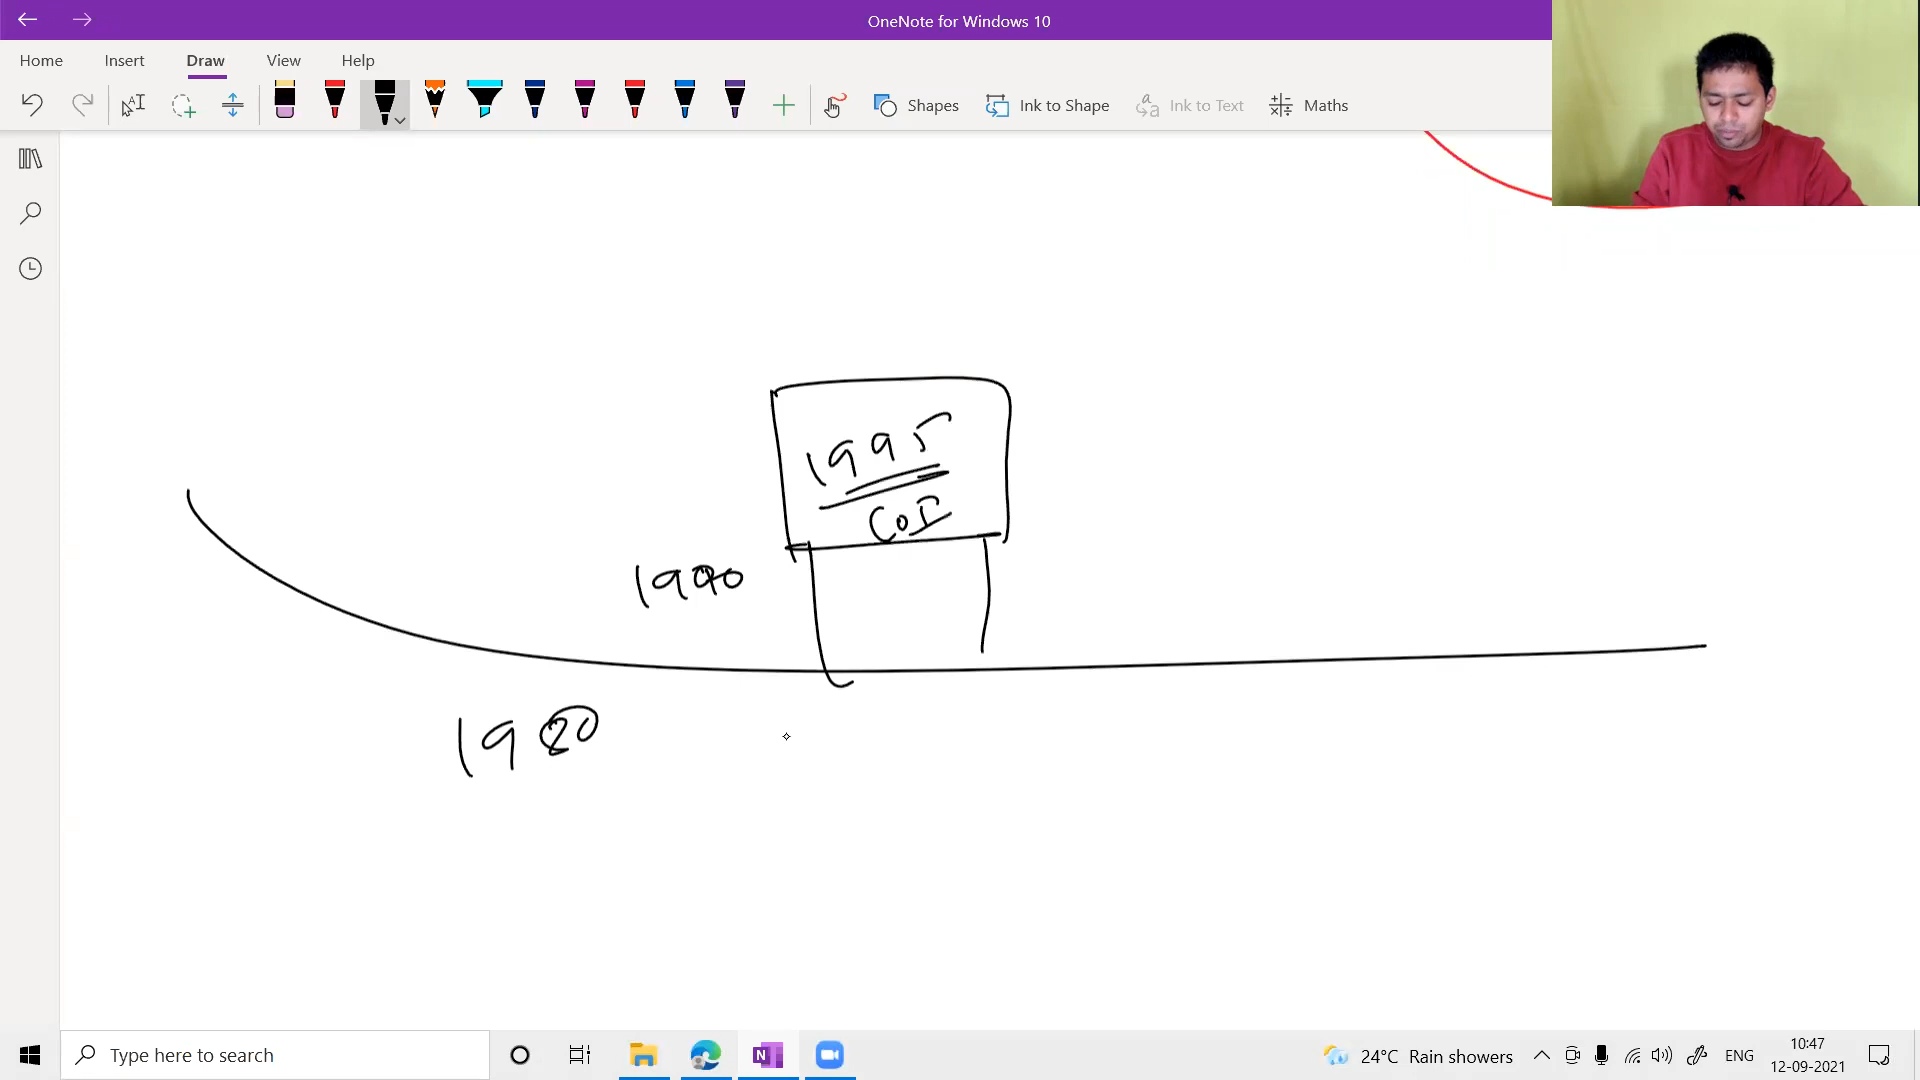 OneNote for Windows 10
Home Insert Draw View Help
Shapes Ink to Shape Ink to Text Maths
1995
CoI
1990
1920
Type here to search
24°C Rain showers
ENG
10:47
12-09-2021